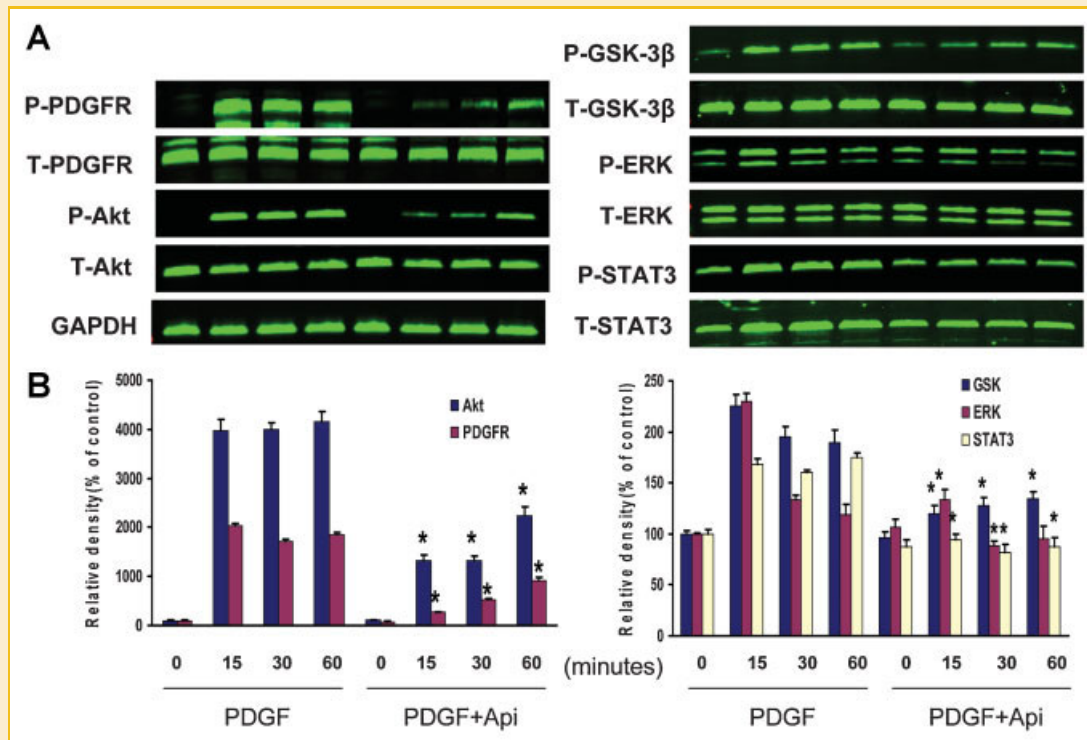 A
P-PDGFR
T-PDGFR
P-Akt
T-Akt
GAPDH
P-GSK-3β
T-GSK-3β
P-ERK
T-ERK
P-STAT3
T-STAT3
B
Relative density (% of control)
5000
4000
3000
2000
1000
0
Akt
PDGFR
* * * * * *
0 15 30 60 0 15 30 60
PDGF PDGF+Api
(minutes)
Relative density (% of control)
250
200
150
100
50
0
GSK
ERK
STAT3
* * * * ** * *
0 15 30 60 0 15 30 60
PDGF PDGF+Api